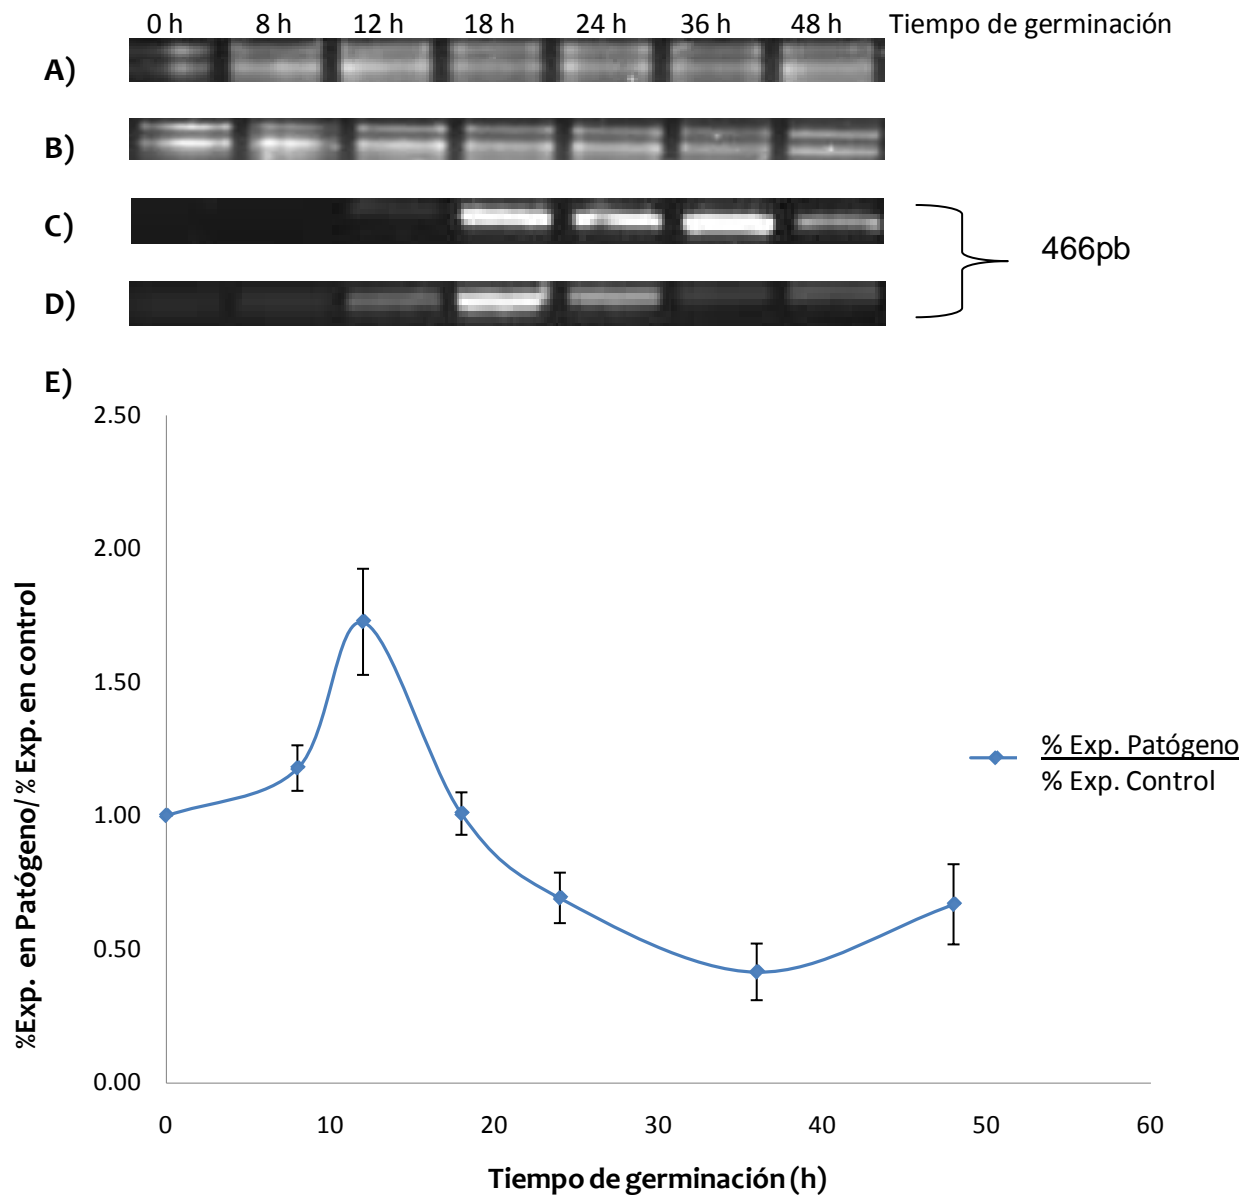 0 h 8 h 12 h 18 h 24 h 36 h 48 h Tiempo de germinación
A)
B)
C)
D)
466pb
E)
2.50
2.00
1.50
1.00
0.50
0.00
%Exp. en Patógeno/ % Exp. en control
% Exp. Patógeno
% Exp. Control
0 10 20 30 40 50 60
Tiempo de germinación (h)